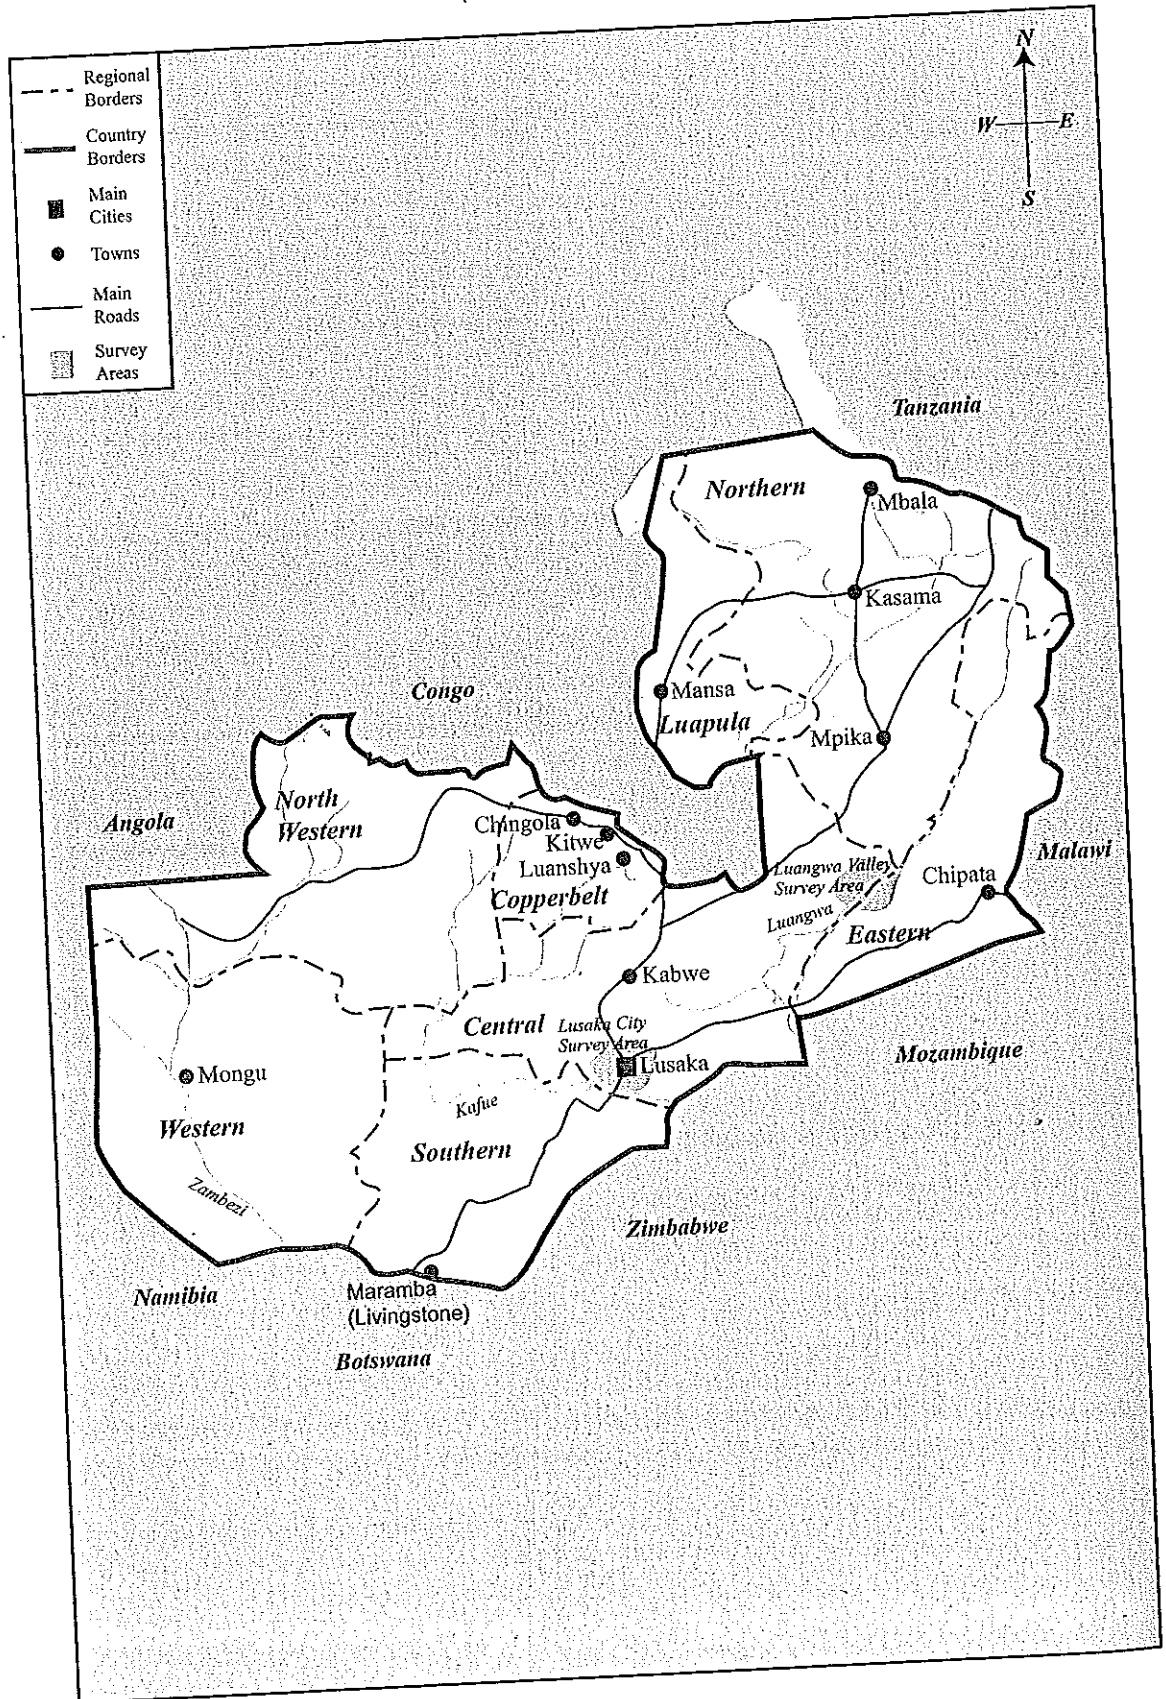 Regional
Borders
Country
Borders
Main
Cities
Towns
Main
Roads
Survey
Areas
N
W
E
S
Tanzania
Northern
Mbala
Kasama
Congo
Mansa
Luapula
Mpika
North
Western
Angola
Chingola
Kitwe
Luanshya
Copperbelt
Malawi
Luangwa Valley
Survey Area
Chipata
Luangwa
Eastern
Kabwe
Central
Lusaka City
Survey Area
Lusaka
Mozambique
Mongu
Kafue
Western
Southern
Zambezi
Zimbabwe
Namibia
Maramba
(Livingstone)
Botswana